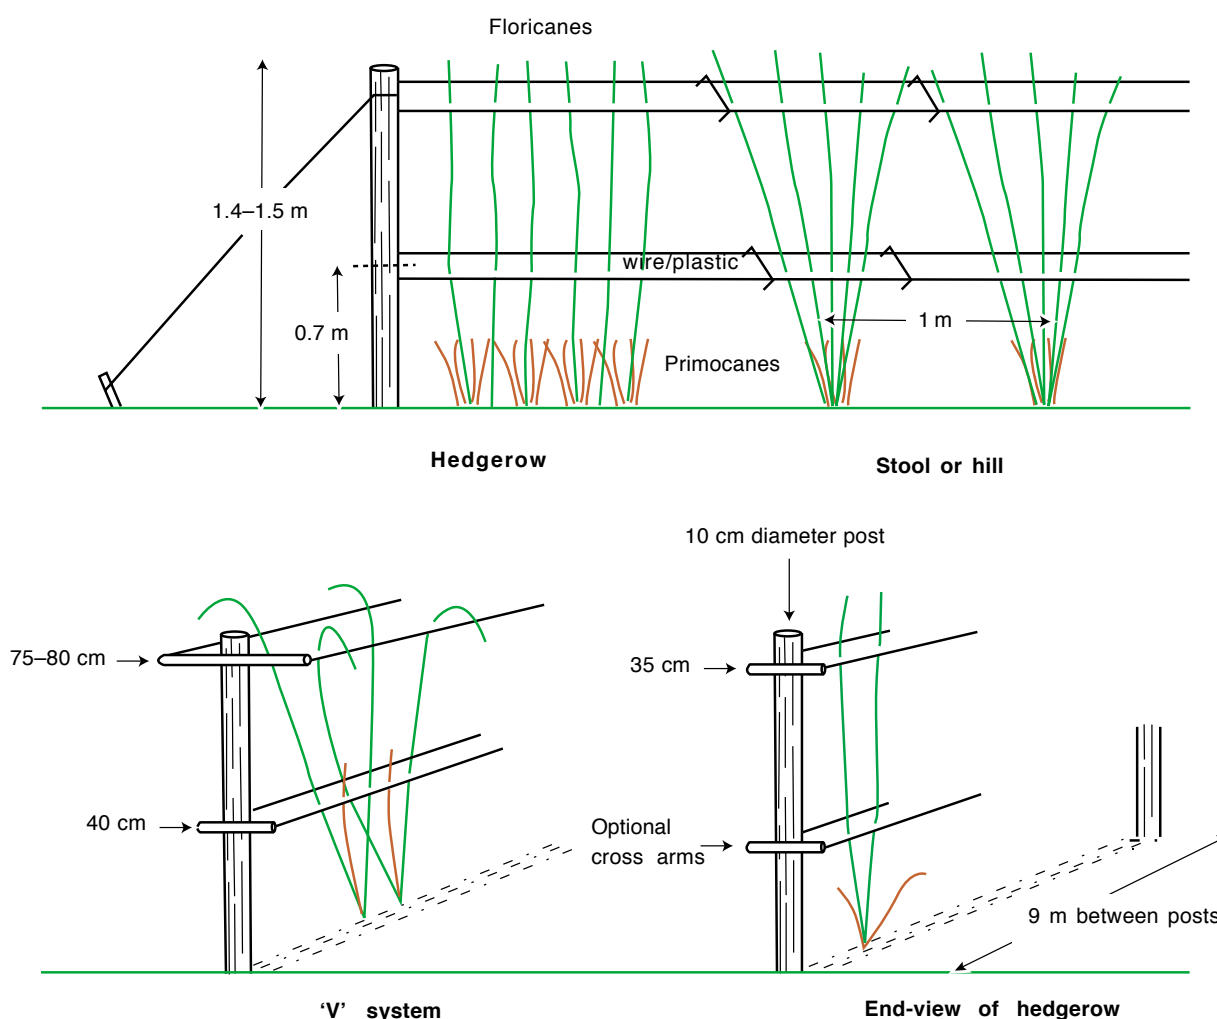 Floricanes
1.4–1.5 m
wire/plastic
0.7 m
1 m
Primocanes
Hedgerow
Stool or hill
10 cm diameter post
75–80 cm
35 cm
40 cm
Optional
cross arms
9 m between posts
‘V’ system
End-view of hedgerow